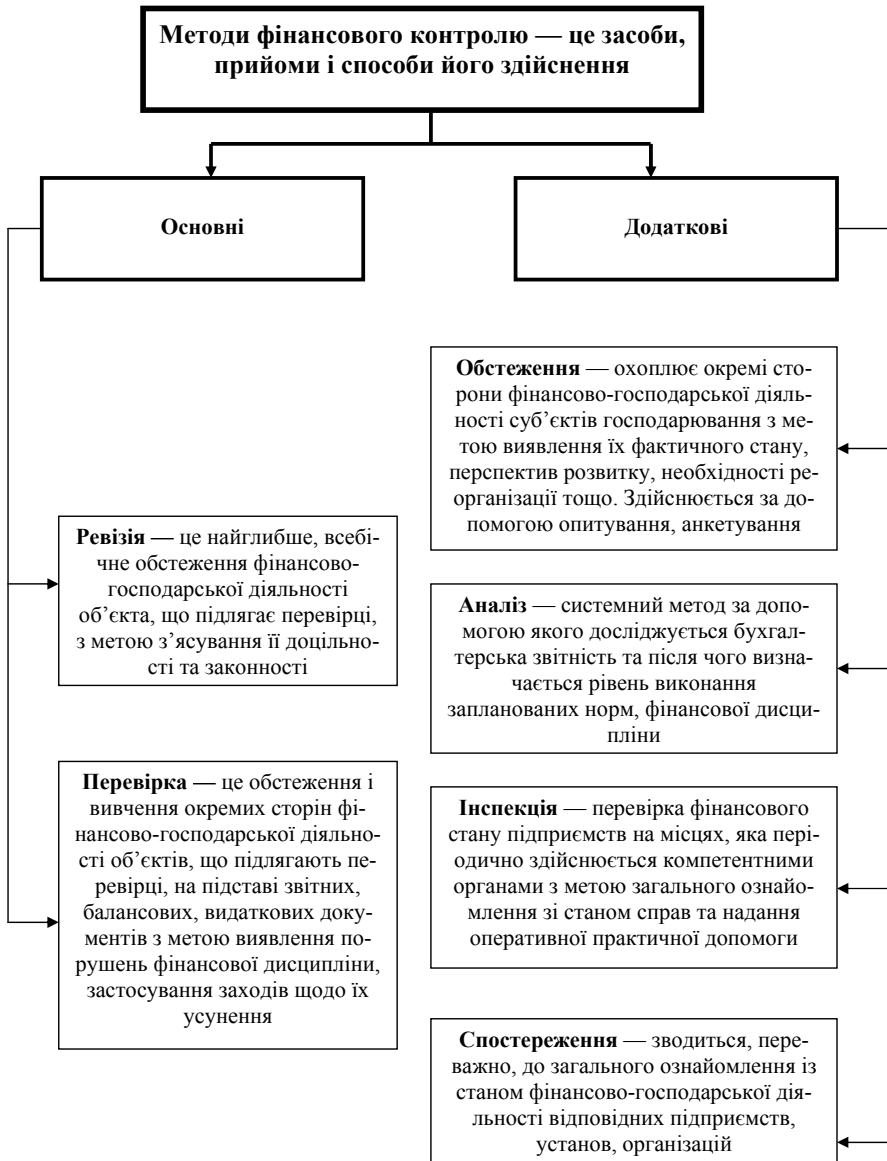 Методи фінансового контролю — це засоби,
прийоми і способи його здійснення
Основні
Додаткові
Ревізія — це найглибше, всебі-
чне обстеження фінансово-
господарської діяльності
об’єкта, що підлягає перевірці,
з метою з’ясування її доцільно-
сті та законності
Перевірка — це обстеження і
вивчення окремих сторін фі-
нансово-господарської діяльно-
сті об’єктів, що підлягають пе-
ревірці, на підставі звітних,
балансових, видаткових доку-
ментів з метою виявлення по-
рушень фінансової дисципліни,
застосування заходів щодо їх
усунення
Обстеження — охоплює окремі сто-
рони фінансово-господарської діяль-
ності суб’єктів господарювання з ме-
тою виявлення їх фактичного стану,
перспектив розвитку, необхідності ре-
організації тощо. Здійснюється за до-
помогою опитування, анкетування
Аналіз — системний метод за допо-
могою якого досліджується бухгал-
терська звітність та після чого визна-
чається рівень виконання
запланованих норм, фінансової дисци-
пліни
Інспекція — перевірка фінансового
стану підприємств на місцях, яка пері-
одично здійснюється компетентними
органами з метою загального ознайо-
млення зі станом справ та надання
оперативної практичної допомоги
Спостереження — зводиться, пере-
важно, до загального ознайомлення із
станом фінансово-господарської дія-
льності відповідних підприємств,
установ, організацій